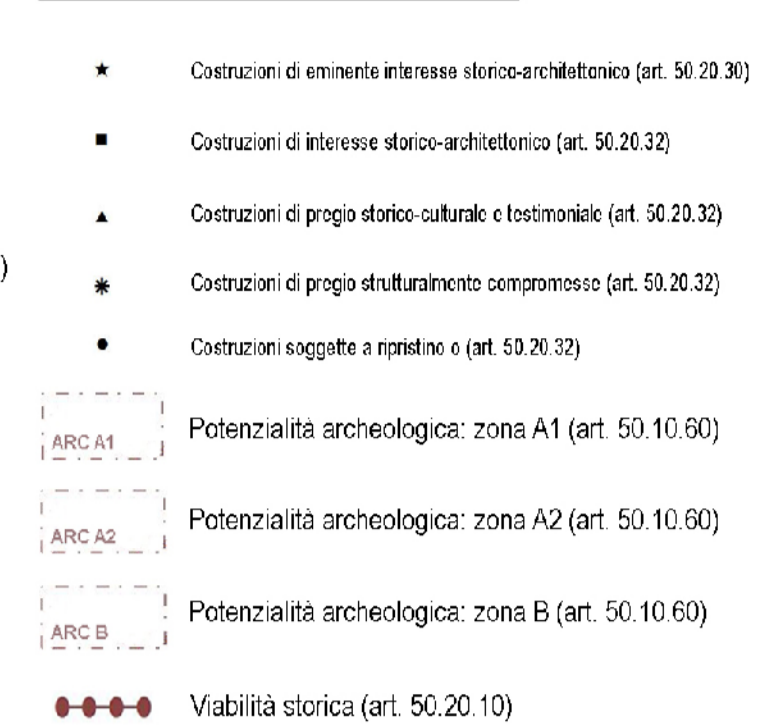 Costruzioni di eminente interesse storico-architettonico (art. 50.20.30)
Costruzioni di interesse storico-architettonico (art. 50.20.32)
Costruzioni di pregio storico-culturale e testimoniale (art. 50.20.32)
)
Costruzioni di pregio strutturalmente compromesse (art. 50.20.32)
Costruzioni soggette a ripristino o (art. 50.20.32)
ARC A1 Potenzialità archeologica: zona A1 (art. 50.10.60)
ARC A2 Potenzialità archeologica: zona A2 (art. 50.10.60)
ARC B Potenzialità archeologica: zona B (art. 50.10.60)
Viabilità storica (art. 50.20.10)